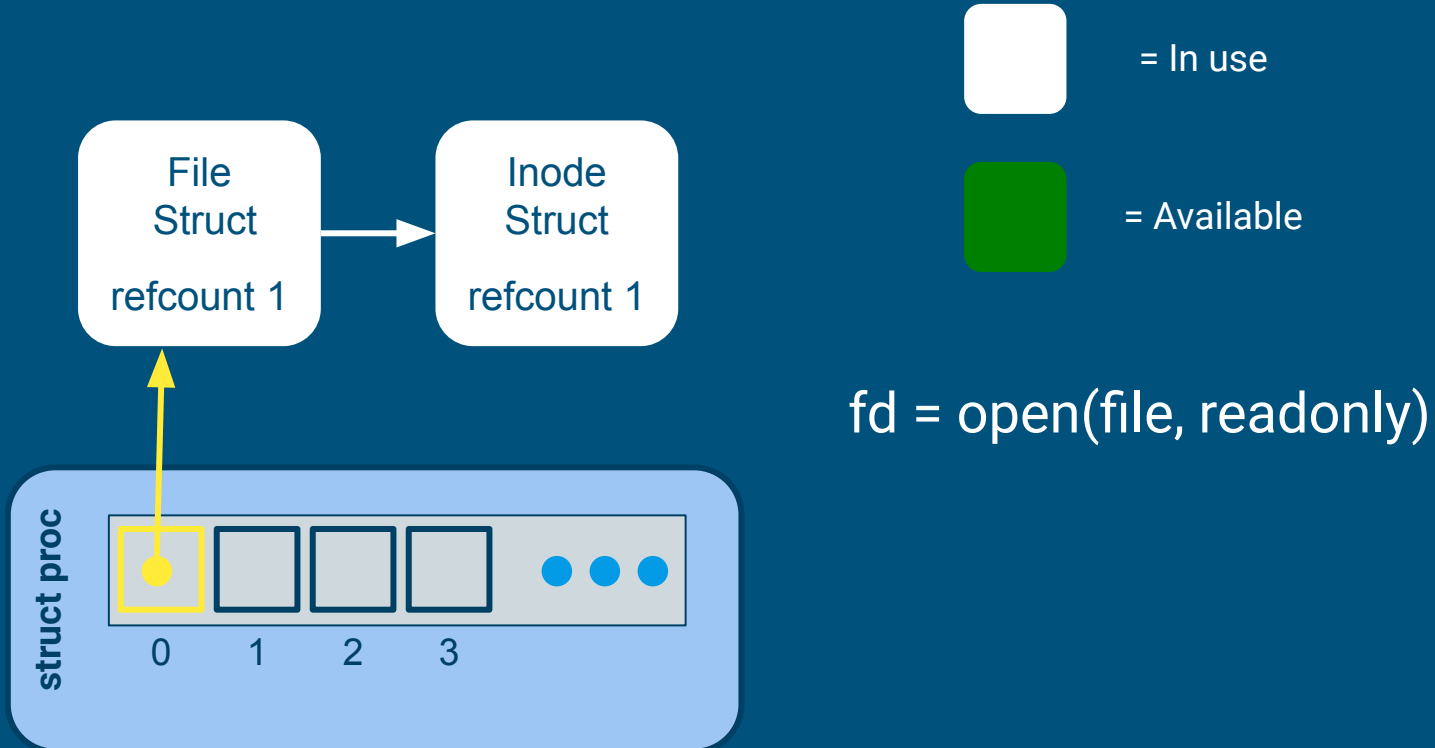 File
Struct
refcount 1
Inode
Struct
refcount 1
= In use
= Available
fd = open(file, readonly)
struct proc
0 1 2 3